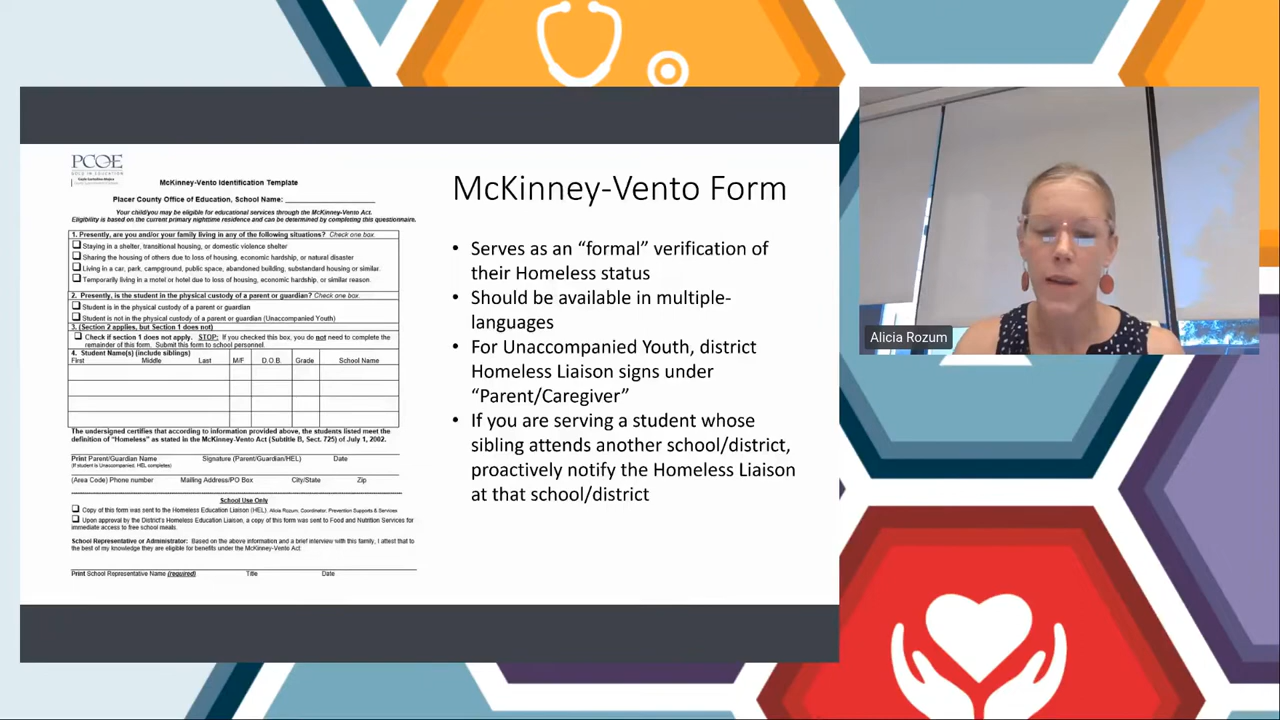 PCOE
McKinney-Vento Identification Template
Placer County Office of Education, School Name:
Your child/you may be eligible for educational services through the McKinney-Vento Act.
Eligibility is based on the current primary nighttime residence and can be determined by completing this questionnaire.
1. Presently, are you and/or your family living in any of the following situations? Check one box.
Staying in a shelter, transitional housing, or domestic violence shelter
Sharing the housing of others due to loss of housing, economic hardship, or natural disaster
Living in a car, park, campground, public space, abandoned building, substandard housing or similar.
Temporarily living in a motel or hotel due to loss of housing, economic hardship, or similar reason
2. Presently, is the student in the physical custody of a parent or guardian? Check one box.
Student is in the physical custody of a parent or guardian
Student is not in the physical custody of a parent or guardian (Unaccompanied Youth)
3. (Section 2 applies, but Section 1 does not)
Check if section 1 does not apply. STOP: If you checked this box, you do not need to complete the
remainder of this form. Submit this form to school personnel.
4. Student Name(s) (include siblings)
First Middle Last M/F D.O.B. Grade School Name
The undersigned certifies that according to information provided above, the students listed meet the
definition of "Homeless" as stated in the McKinney-Vento Act (Subtitle B, Sect. 725) of July 1, 2002.
Print Parent/Guardian Name Signature (Parent/Guardian/HEL) Date
(If student is Unaccompanied, HEL completes)
(Area Code) Phone number Mailing Address/PO Box City/State Zip
School Use Only
Copy of this form was sent to the Homeless Education Liaison (HEL), Alicia Rozum, Coordinator, Prevention Supports & Services
Upon approval by the District's Homeless Education Liaison, a copy of this form was sent to Food and Nutrition Services for
immediate access to free school meals.
School Representative or Administrator: Based on the above information and a brief interview with this family, I attest that to
the best of my knowledge they are eligible for benefits under the McKinney-Vento Act
Print School Representative Name (required) Title Date
McKinney-Vento Form
• Serves as an “formal” verification of
their Homeless status
• Should be available in multiple-
languages
• For Unaccompanied Youth, district
Homeless Liaison signs under
“Parent/Caregiver”
• If you are serving a student whose
sibling attends another school/district,
proactively notify the Homeless Liaison
at that school/district
Alicia Rozum